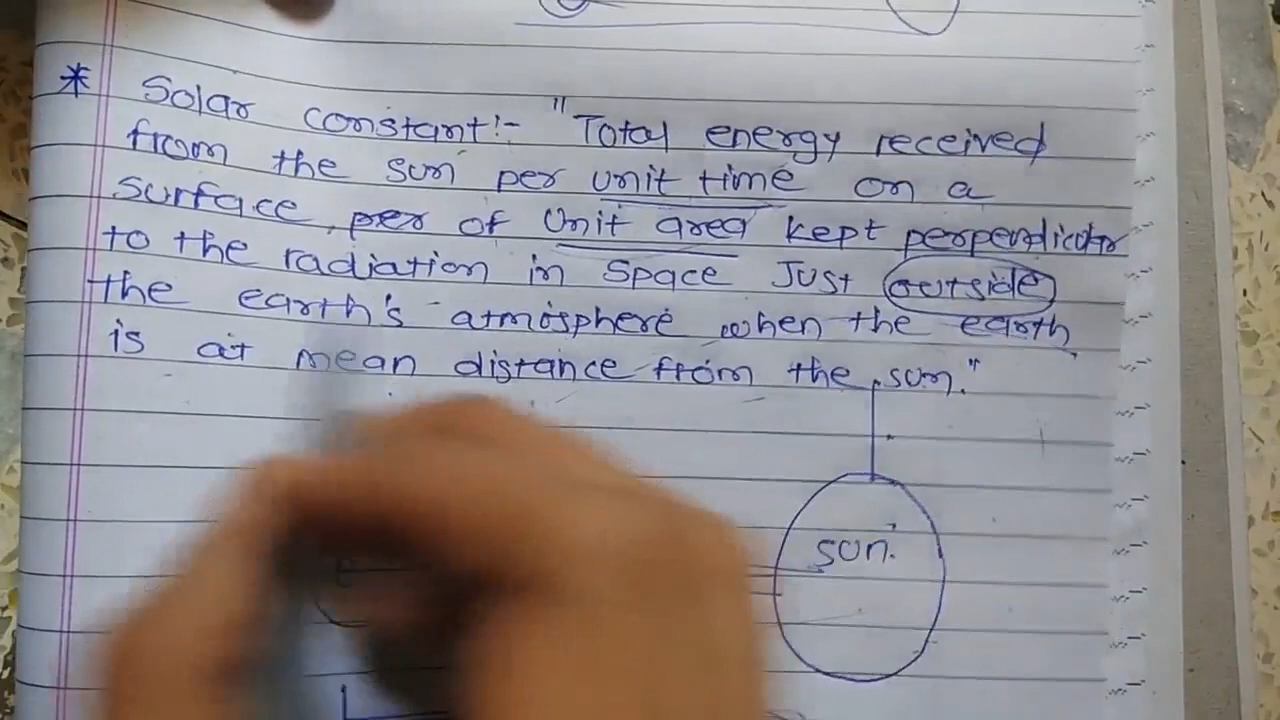 * Solar constant:- "Total energy received
from the sun per unit time on a
surface per of Unit area kept perpendicular
to the radiation in space Just outside
the earth's atmosphere when the earth
is at mean distance from the sun."
sun.